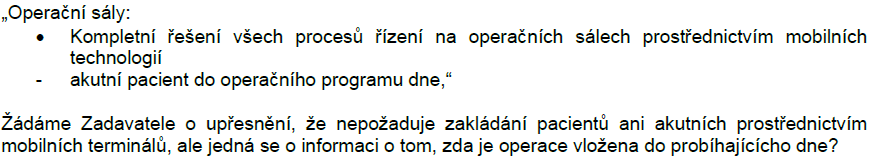 „Operační sály:
• Kompletní řešení všech procesů řízení na operačních sálech prostřednictvím mobilních
technologií
- akutní pacient do operačního programu dne,“
Žádáme Zadavatele o upřesnění, že nepožaduje zakládání pacientů ani akutních prostřednictvím
mobilních terminálů, ale jedná se o informaci o tom, zda je operace vložena do probíhajícícho dne?